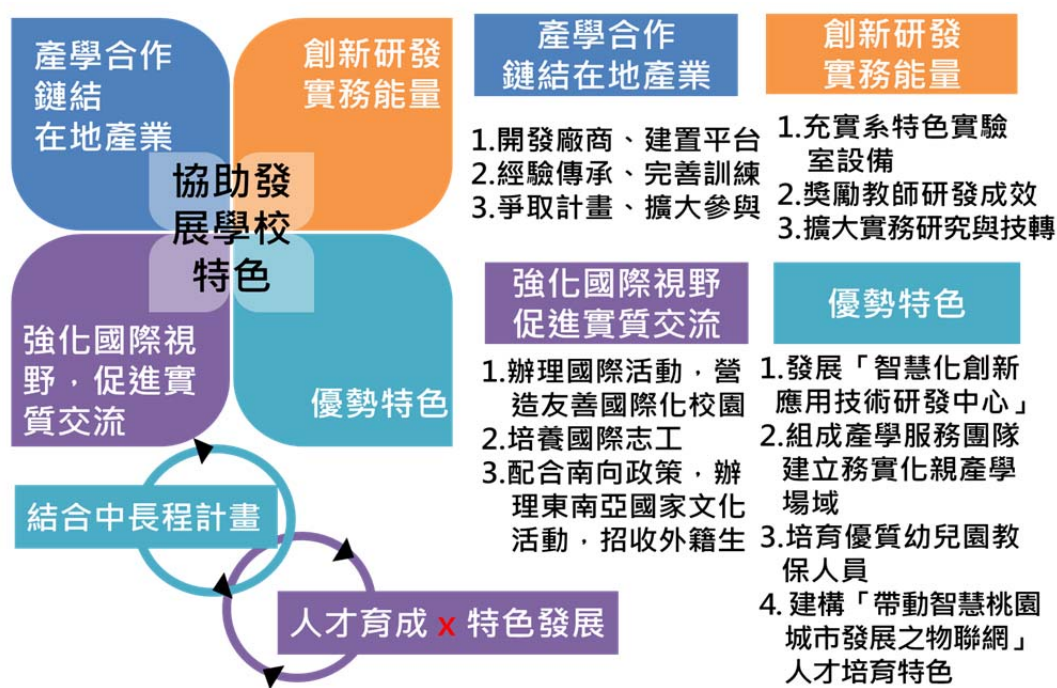 產學合作
鏈結
在地產業
創新研發
實務能量
協助發
展學校
特色
強化國際視
野，促進實
質交流
優勢特色
結合中長程計畫
人才育成 x 特色發展
產學合作
鏈結在地產業
1.開發廠商、建置平台
2.經驗傳承、完善訓練
3.爭取計畫、擴大參與
創新研發
實務能量
1.充實系特色實驗
室設備
2.獎勵教師研發成效
3.擴大實務研究與技轉
強化國際視野
促進實質交流
1.辦理國際活動，營
造友善國際化校園
2.培養國際志工
3.配合南向政策，辦
理東南亞國家文化
活動，招收外籍生
優勢特色
1.發展「智慧化創新
應用技術研發中心」
2.組成產學服務團隊
建立務實化親產學
場域
3.培育優質幼兒園教
保人員
4. 建構「帶動智慧桃園
城市發展之物聯網」
人才培育特色